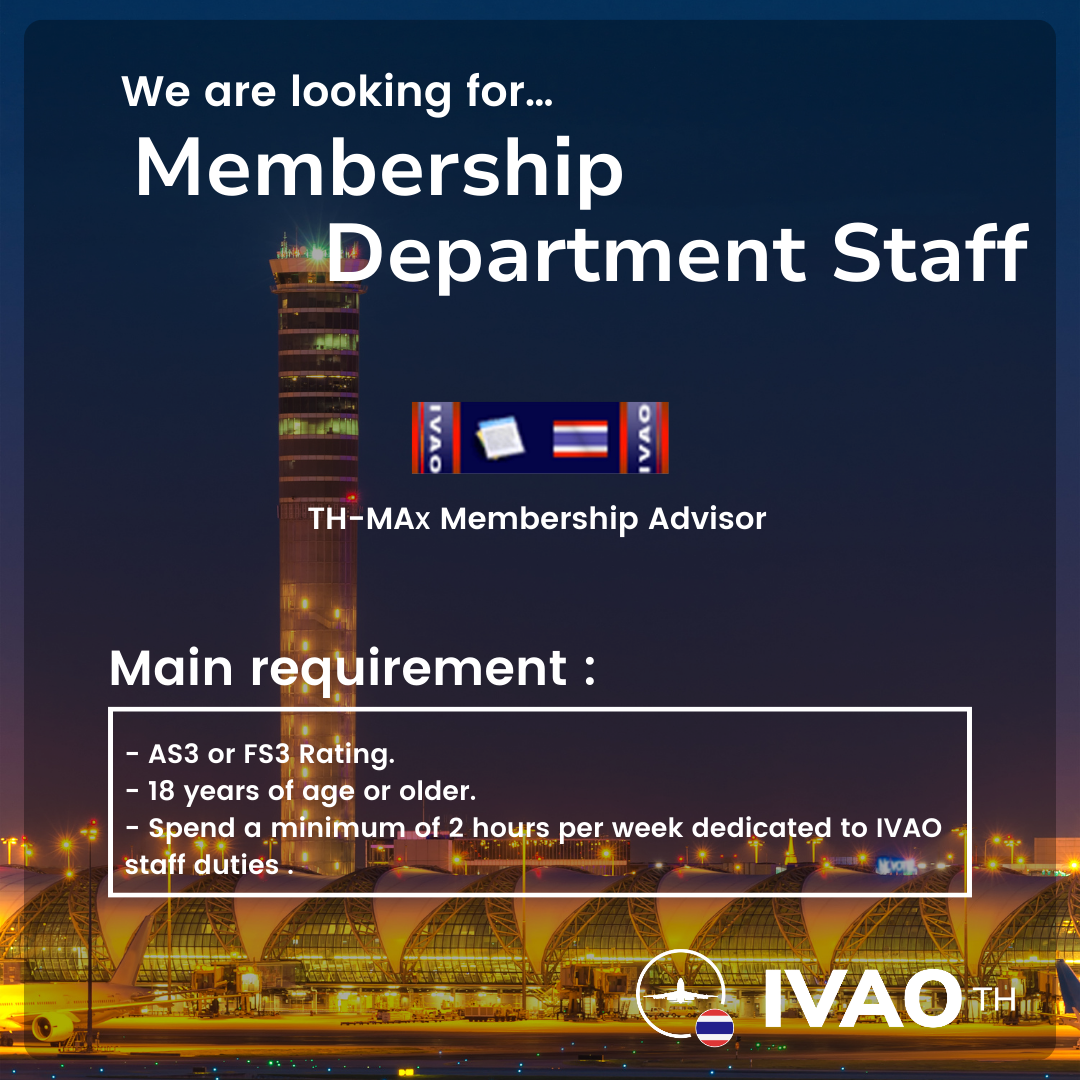 We are looking for...
Membership
Department Staff
IVAO
IVAO
TH-MAx Membership Advisor
Main requirement :
- AS3 or FS3 Rating.
- 18 years of age or older.
- Spend a minimum of 2 hours per week dedicated to IVAO
staff duties .
IVAO TH